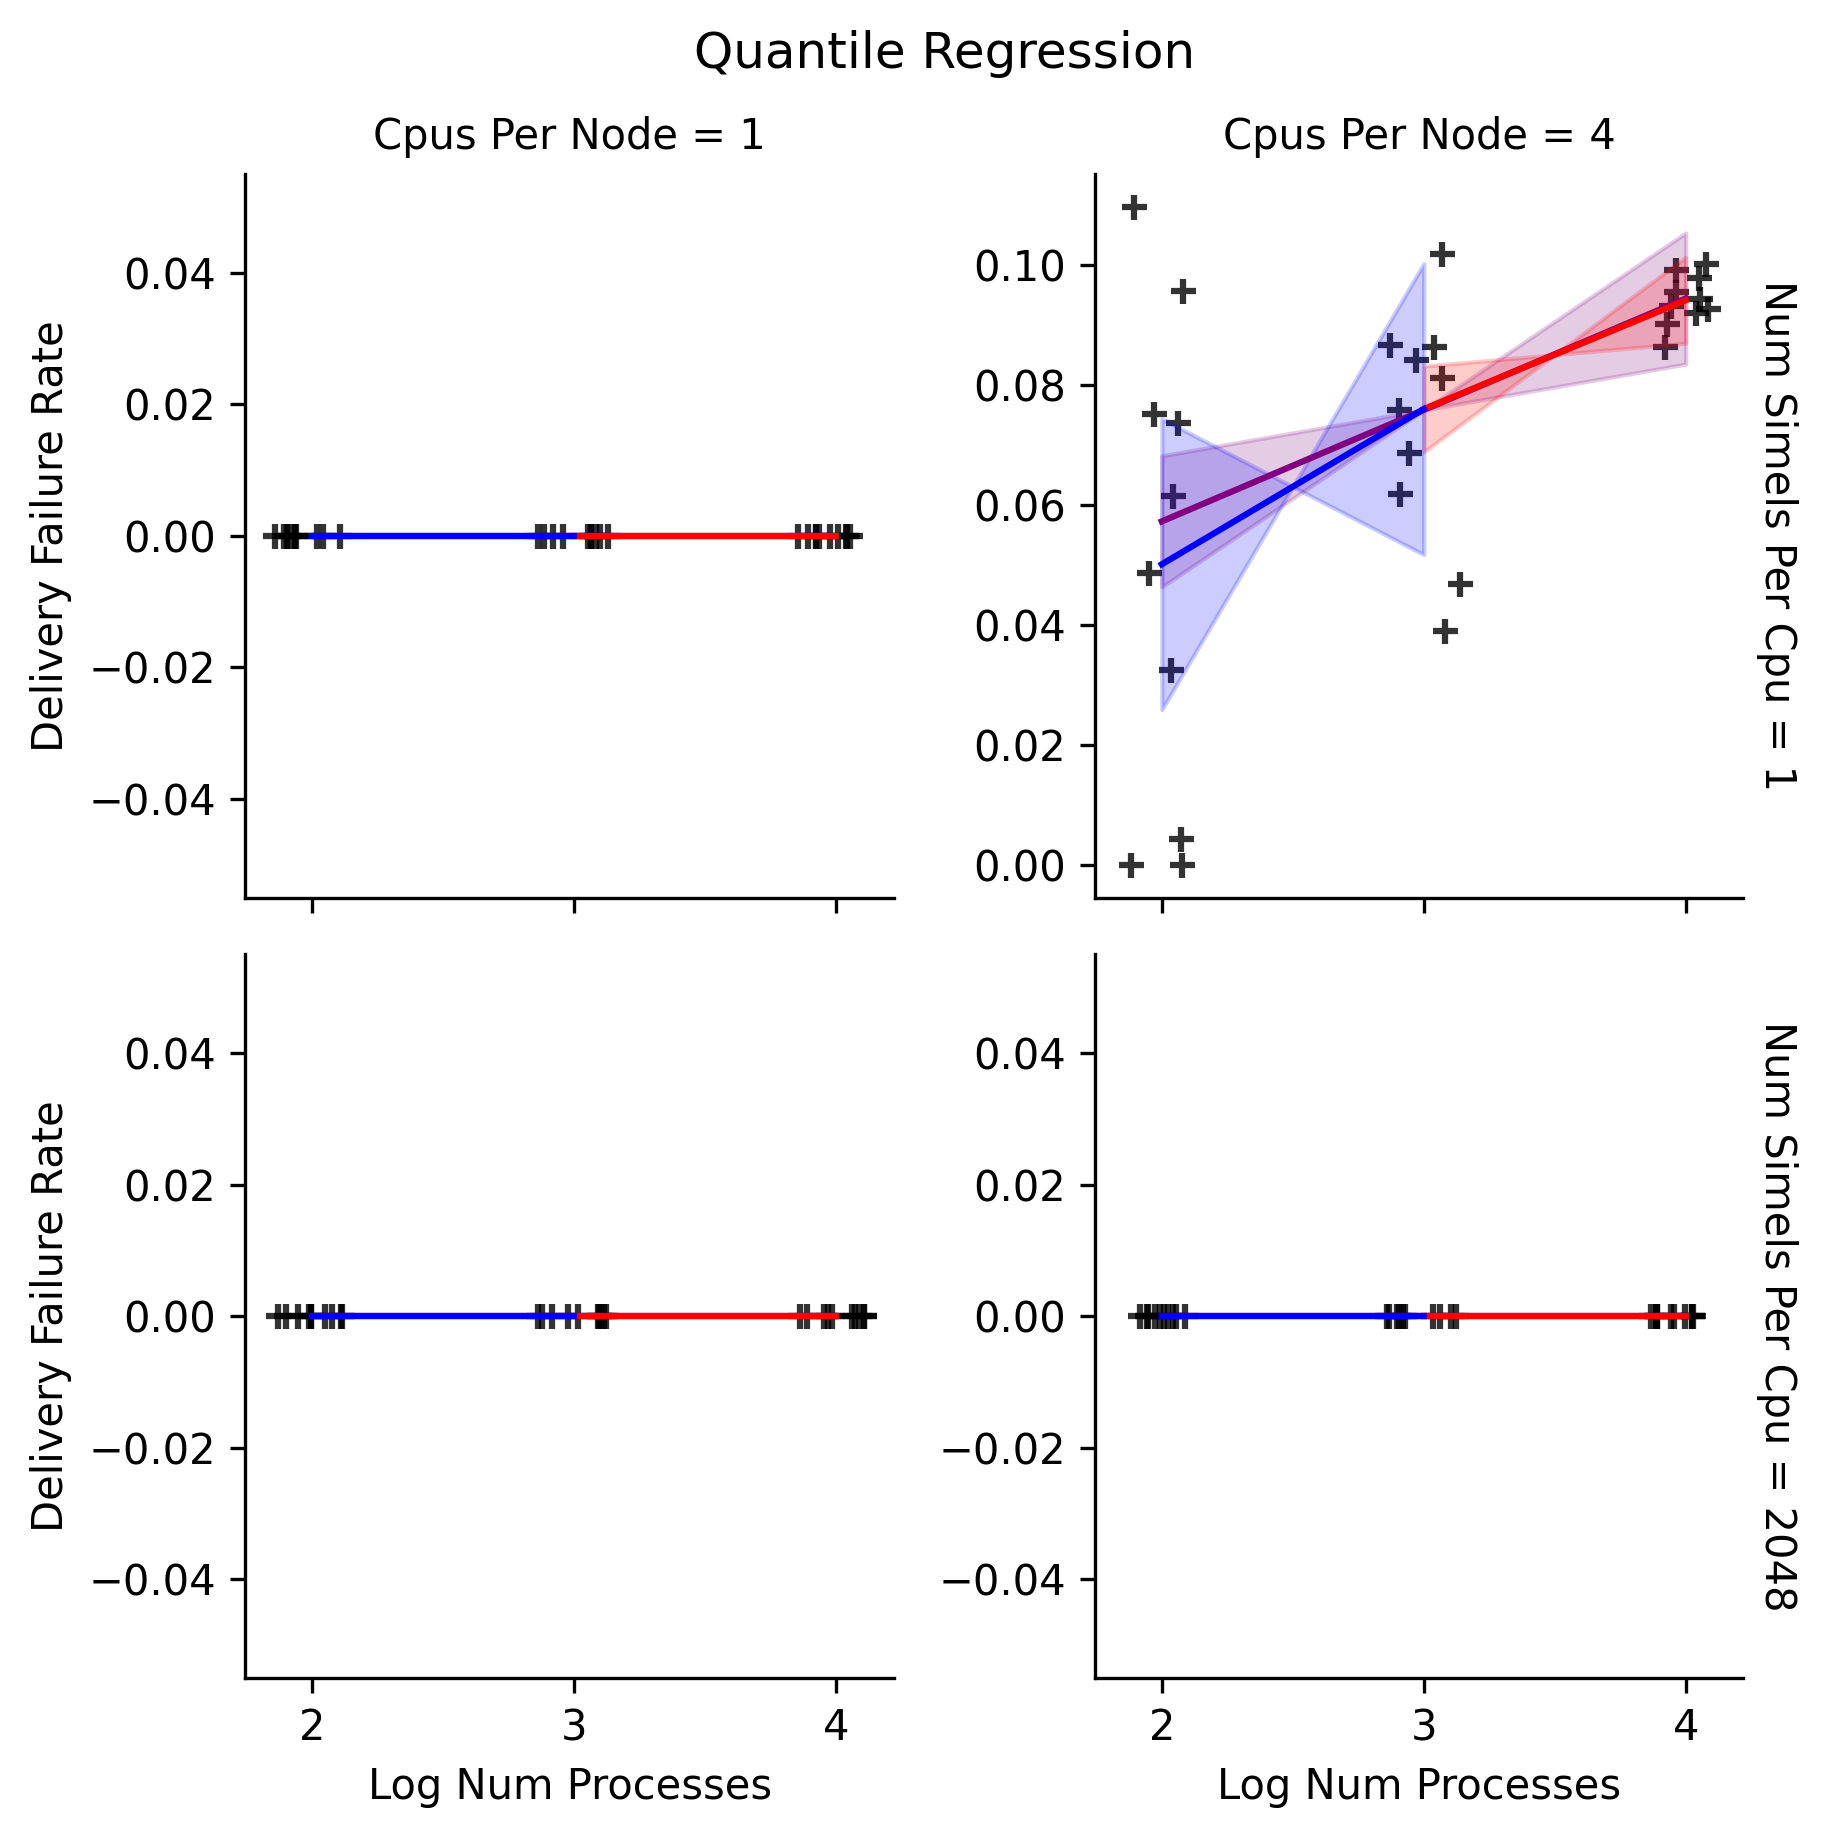 Quantile Regression
Cpus Per Node = 1
Cpus Per Node = 4
Delivery Failure Rate
0.04
0.02
0.00
−0.02
−0.04
0.10
0.08
0.06
0.04
0.02
0.00
Num Simels Per Cpu = 1
Delivery Failure Rate
0.04
0.02
0.00
−0.02
−0.04
2 3 4
Log Num Processes
0.04
0.02
0.00
−0.02
−0.04
2 3 4
Log Num Processes
Num Simels Per Cpu = 2048